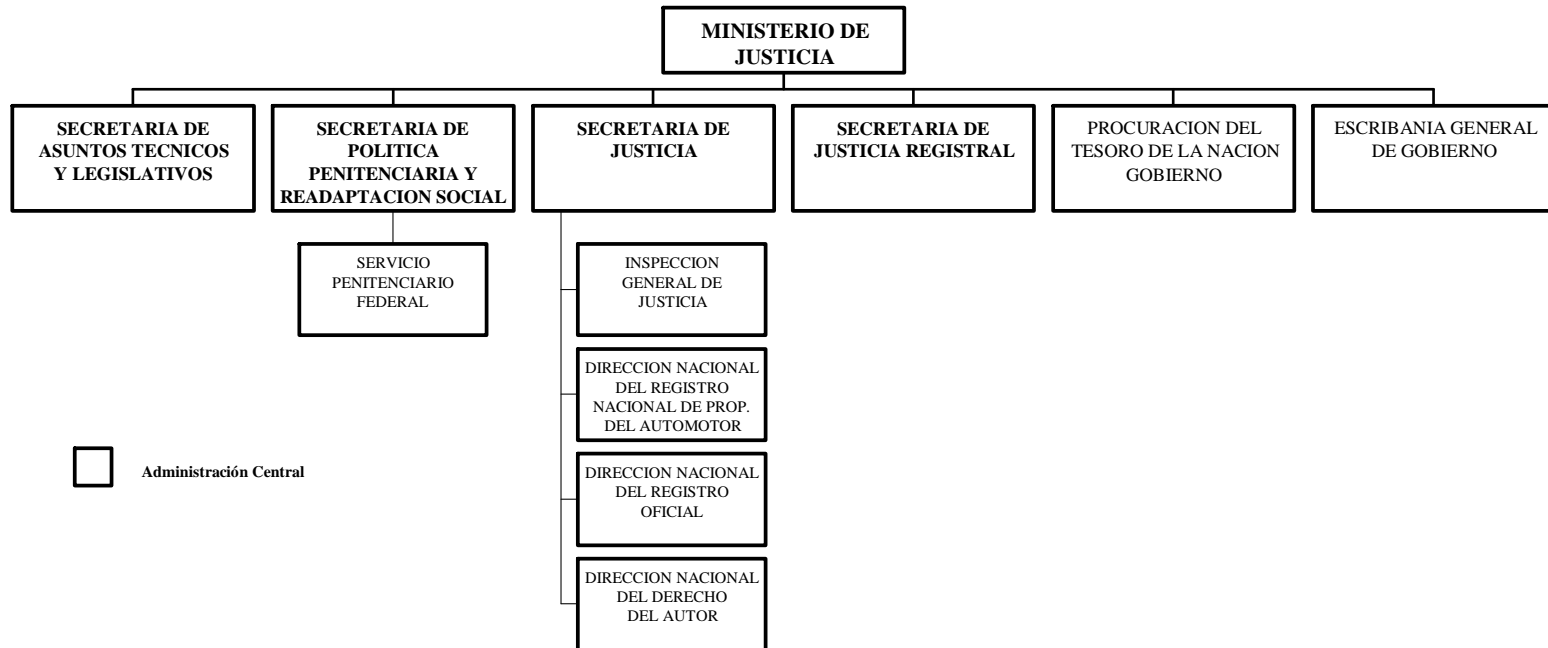 MINISTERIO DE
JUSTICIA
SECRETARIA DE
ASUNTOS TECNICOS
Y LEGISLATIVOS
SECRETARIA DE
POLITICA
PENITENCIARIA Y
READAPTACION SOCIAL
SECRETARIA DE
JUSTICIA
SECRETARIA DE
JUSTICIA REGISTRAL
PROCURACION DEL
TESORO DE LA NACION
GOBIERNO
ESCRIBANIA GENERAL
DE GOBIERNO
SERVICIO
PENITENCIARIO
FEDERAL
INSPECCION
GENERAL DE
JUSTICIA
DIRECCION NACIONAL
DEL REGISTRO
NACIONAL DE PROP.
DEL AUTOMOTOR
DIRECCION NACIONAL
DEL REGISTRO
OFICIAL
DIRECCION NACIONAL
DEL DERECHO
DEL AUTOR
Administración Central